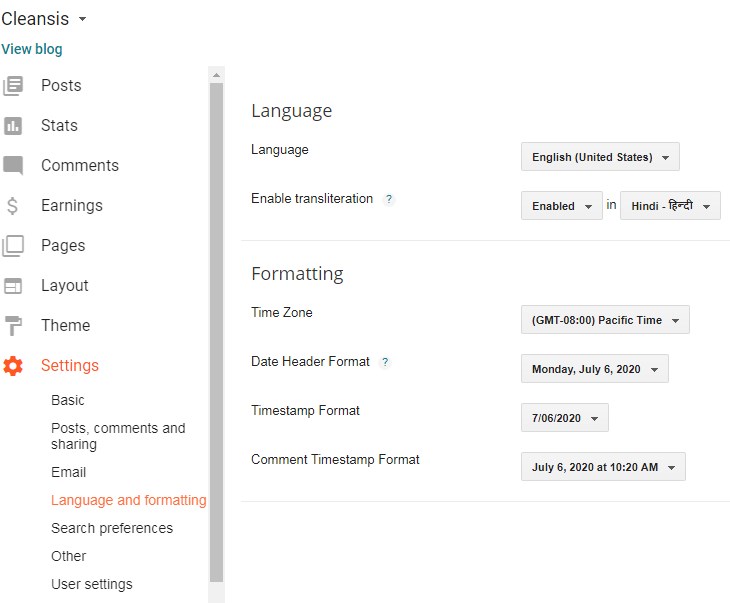 Cleansis
View blog
Posts
Stats
Comments
Earnings
Pages
Layout
Theme
Settings
Basic
Posts, comments and
sharing
Email
Language and formatting
Search preferences
Other
User settings
Language
Language English (United States)
Enable transliteration ? Enabled in Hindi - हिन्दी
Formatting
Time Zone (GMT-08:00) Pacific Time
Date Header Format ? Monday, July 6, 2020
Timestamp Format 7/06/2020
Comment Timestamp Format July 6, 2020 at 10:20 AM